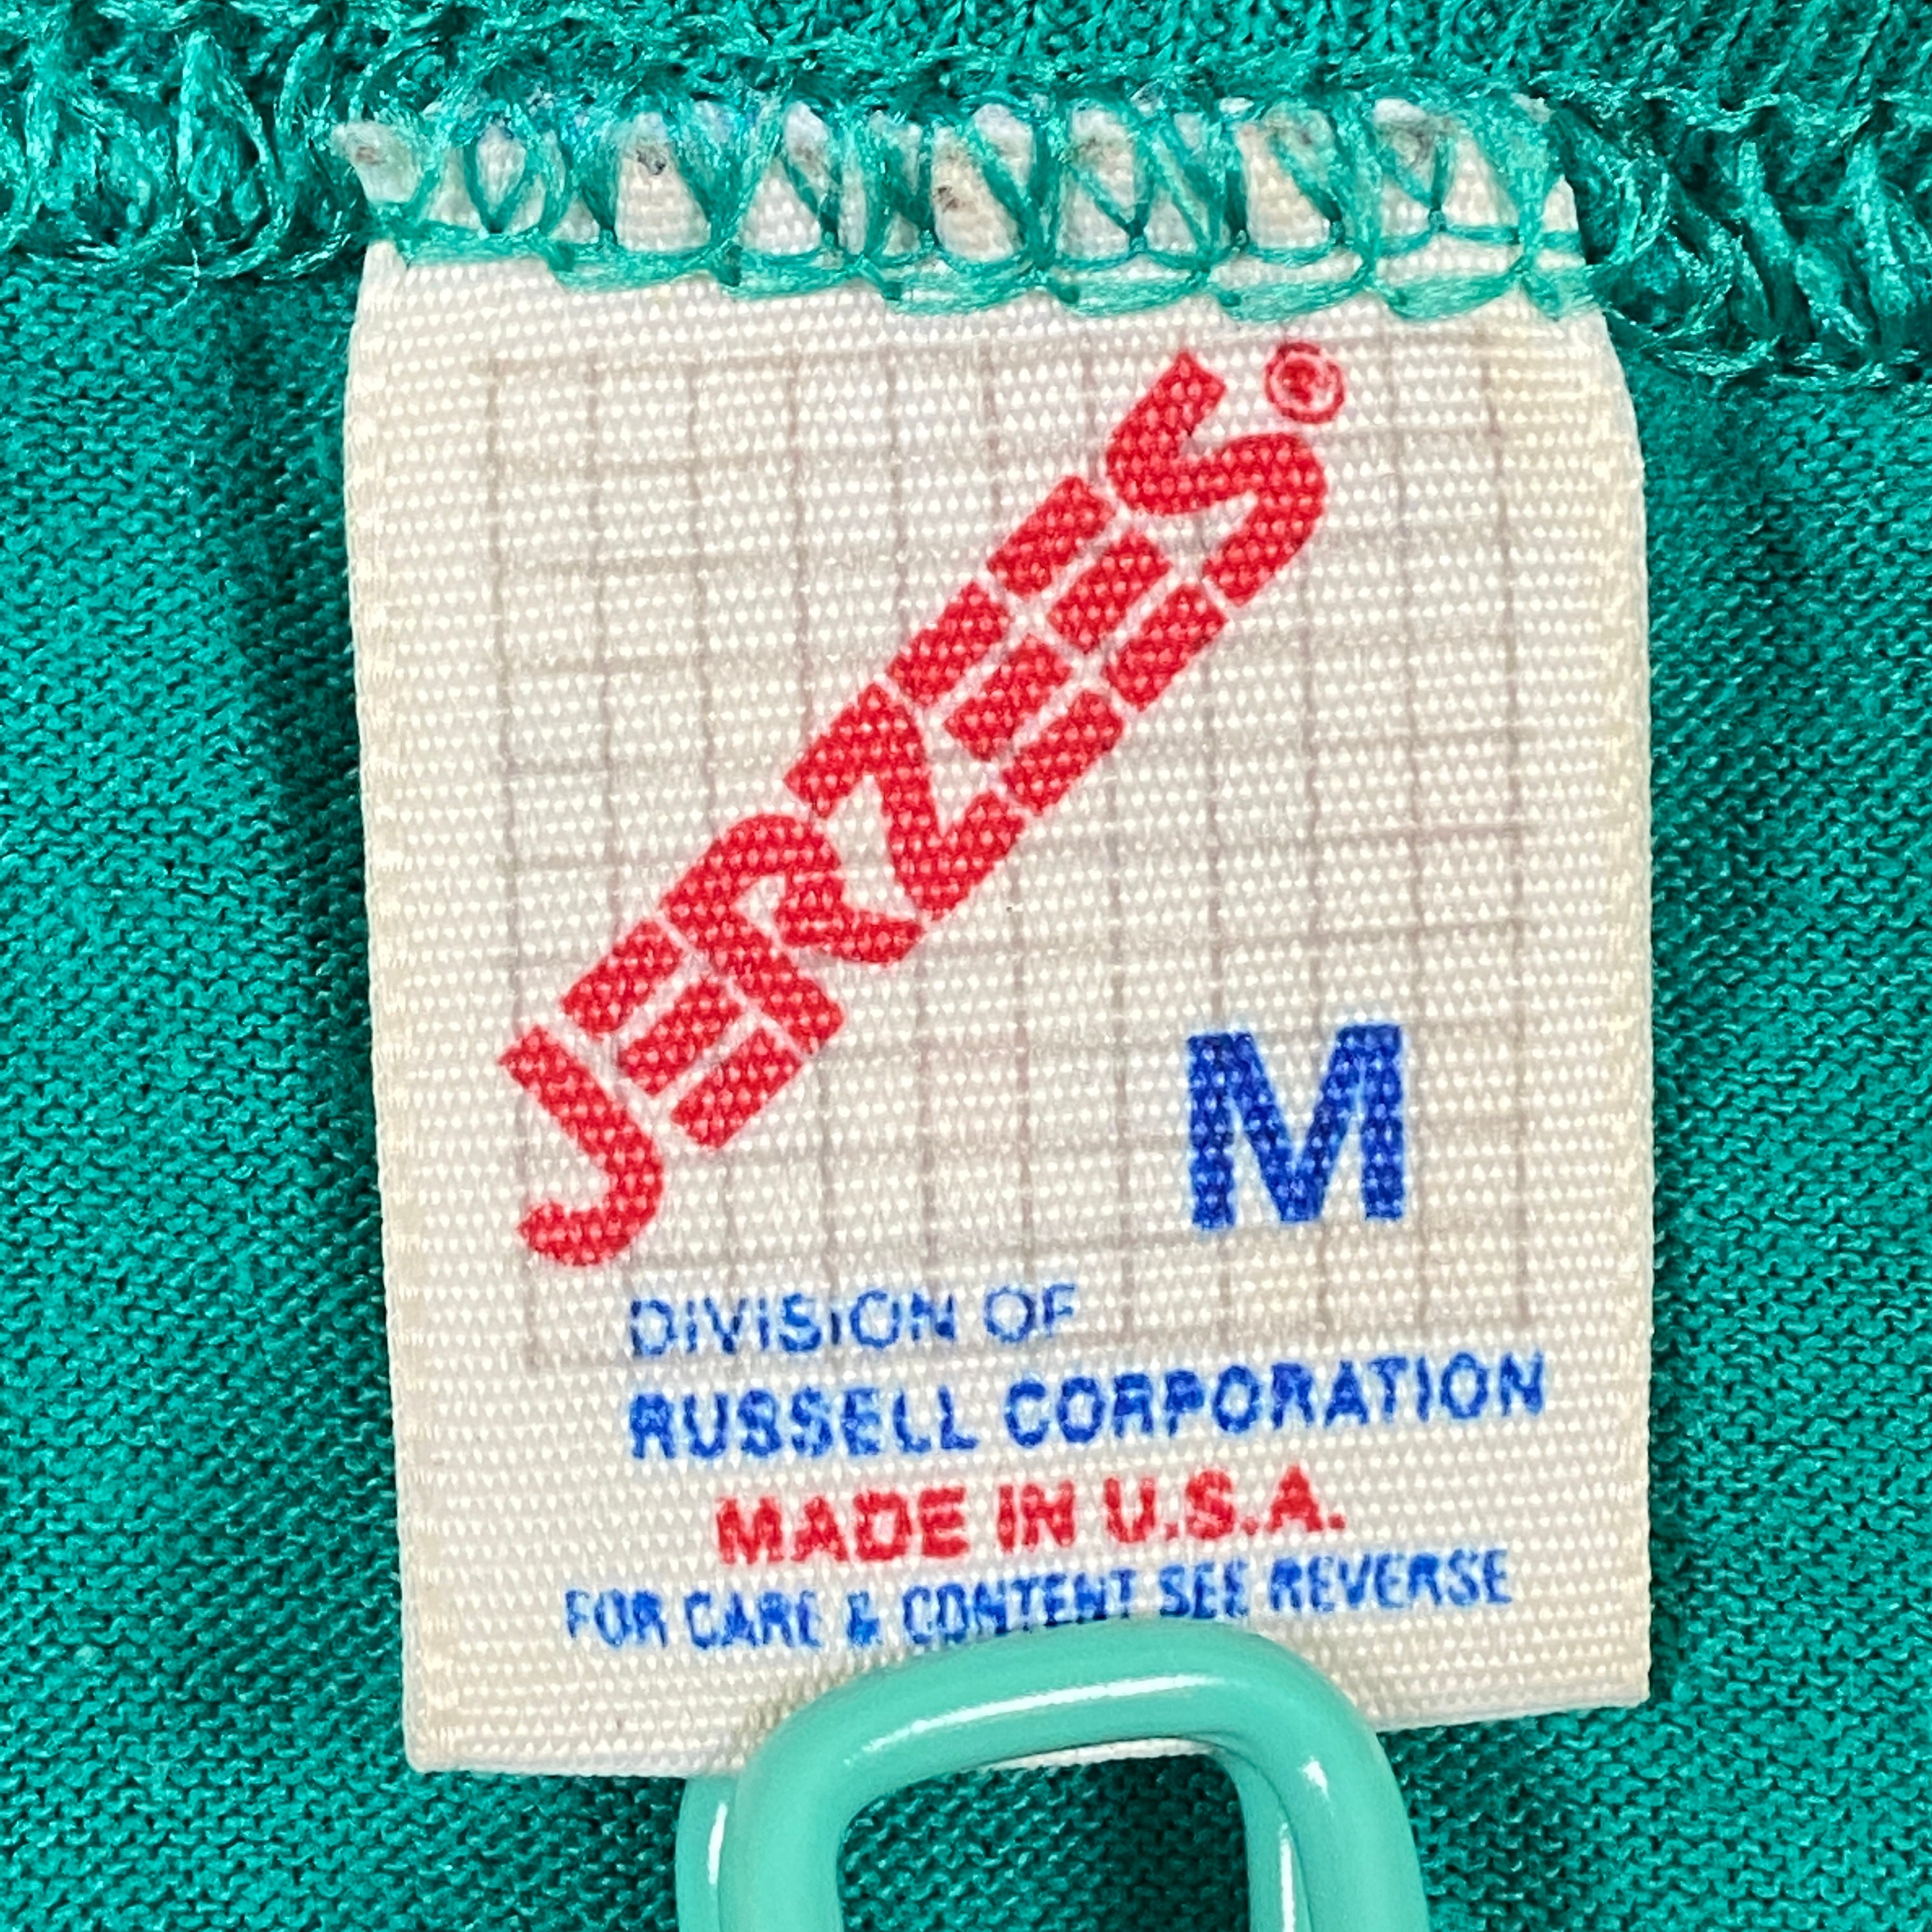 JERZEES®
M
DIVISION OF
RUSSELL CORPORATION
MADE IN U.S.A.
FOR CARE & CONTENT SEE REVERSE